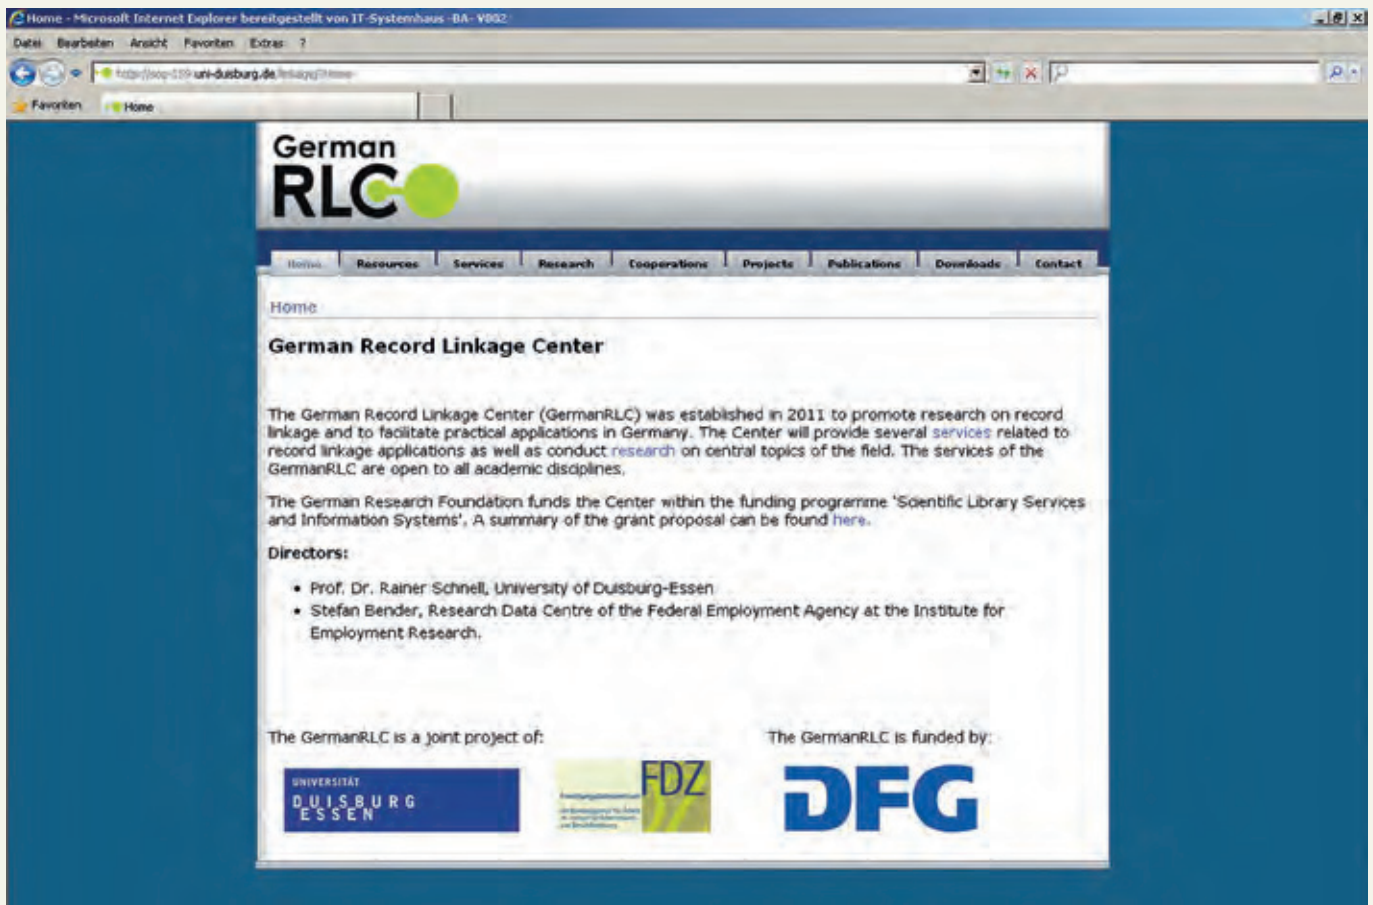 Home - Microsoft Internet Explorer bereitgestellt von IT-Systemhaus -BA- V002
Datei Bearbeiten Ansicht Favoriten Extras ?
uni-duisburg.de
Favoriten Home
German
RLC
Home Resources Services Research Cooperations Projects Publications Downloads Contact
Home
German Record Linkage Center
The German Record Linkage Center (GermanRLC) was established in 2011 to promote research on record
linkage and to facilitate practical applications in Germany. The Center will provide several services related to
record linkage applications as well as conduct research on central topics of the field. The services of the
GermanRLC are open to all academic disciplines.
The German Research Foundation funds the Center within the funding programme 'Scientific Library Services
and Information Systems'. A summary of the grant proposal can be found here.
Directors:
• Prof. Dr. Rainer Schnell, University of Duisburg-Essen
• Stefan Bender, Research Data Centre of the Federal Employment Agency at the Institute for
Employment Research.
The GermanRLC is a joint project of: The GermanRLC is funded by:
UNIVERSITÄT
DUISBURG
ESSEN
FDZ
DFG